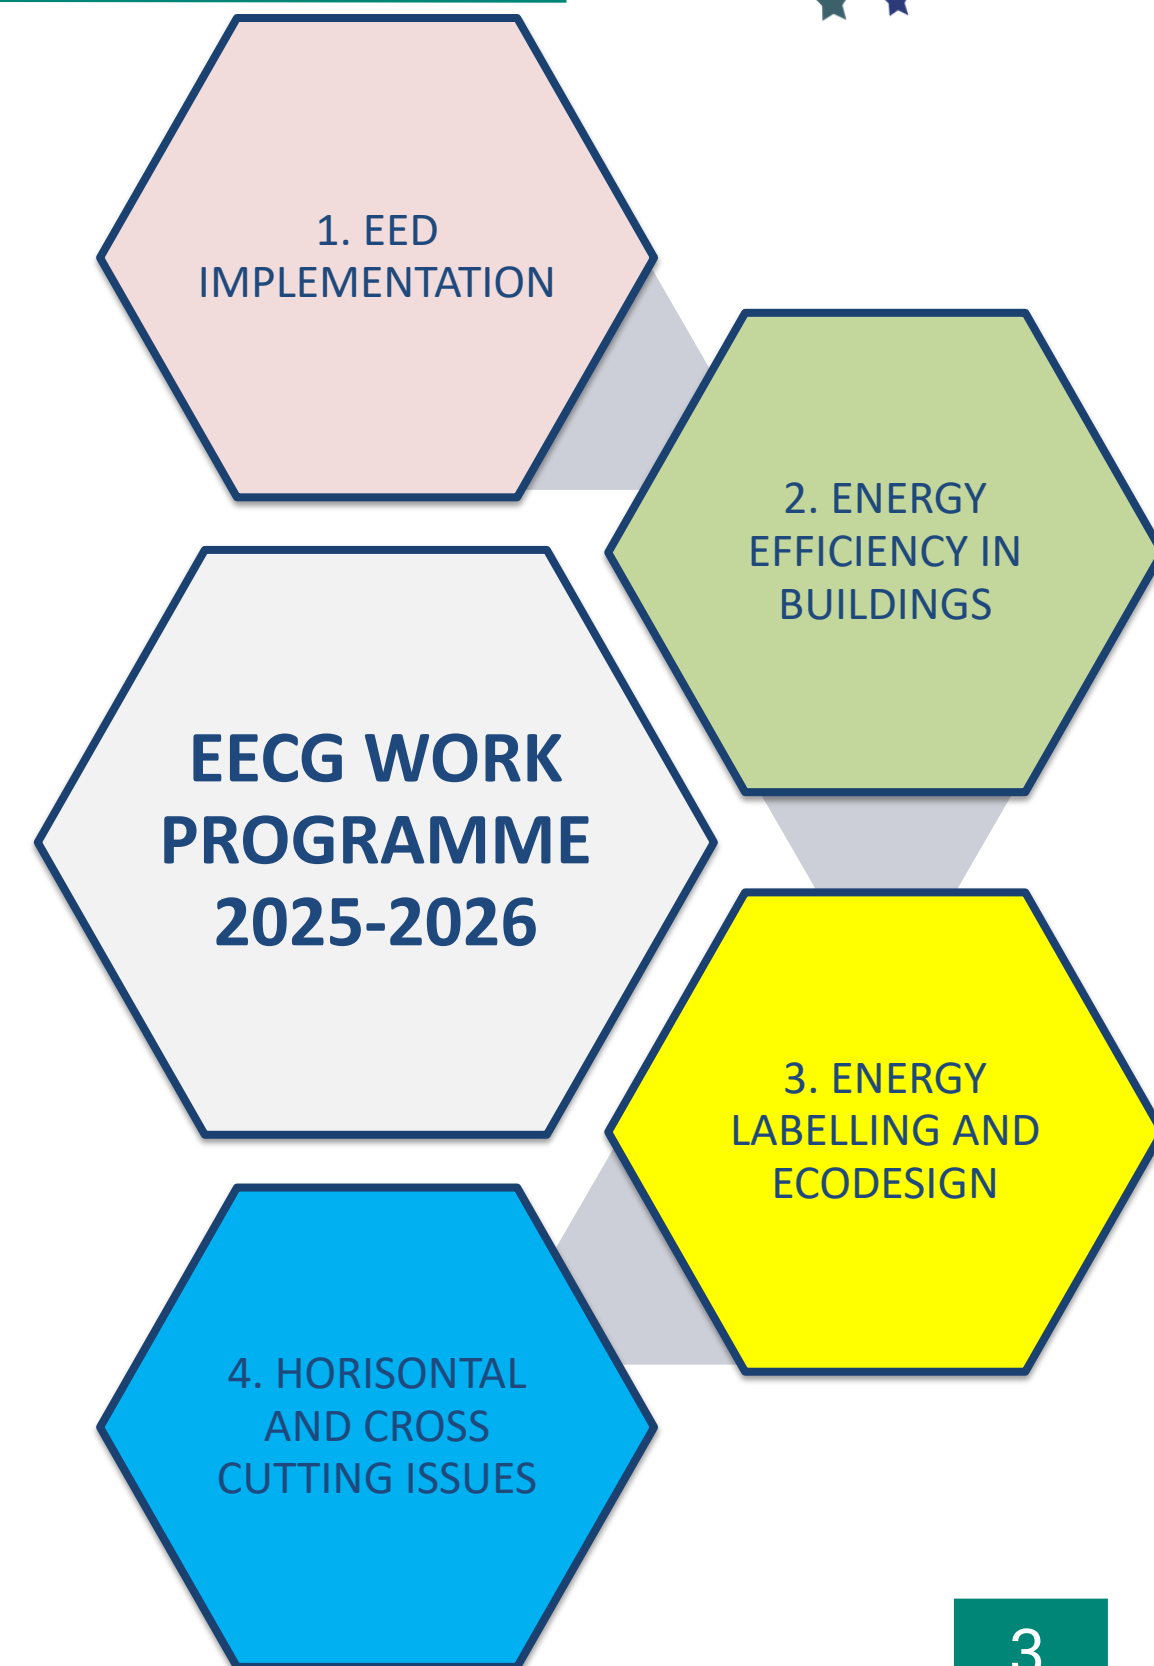 1. EED
IMPLEMENTATION
2. ENERGY
EFFICIENCY IN
BUILDINGS
EECG WORK
PROGRAMME
2025-2026
3. ENERGY
LABELLING AND
ECODESIGN
4. HORISONTAL
AND CROSS
CUTTING ISSUES
3